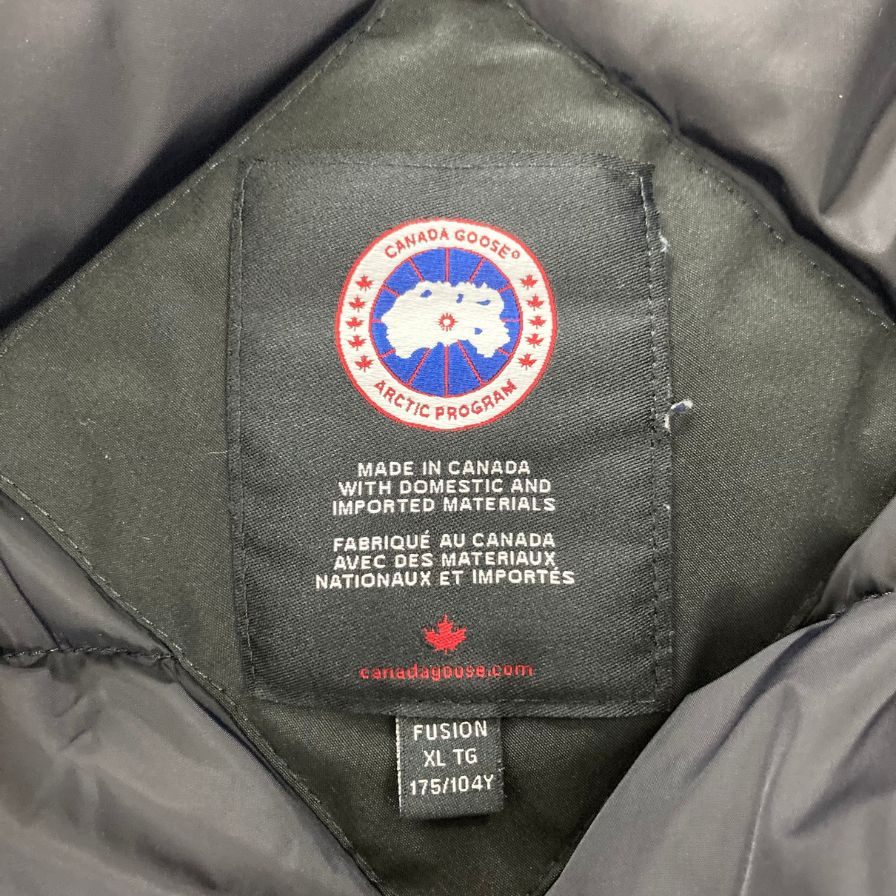 CANADA GOOSE®
ARCTIC PROGRAM
MADE IN CANADA
WITH DOMESTIC AND
IMPORTED MATERIALS
FABRIQUÉ AU CANADA
AVEC DES MATERIAUX
NATIONAUX ET IMPORTÉS
canadagoose.com
FUSION
XL TG
175/104Y